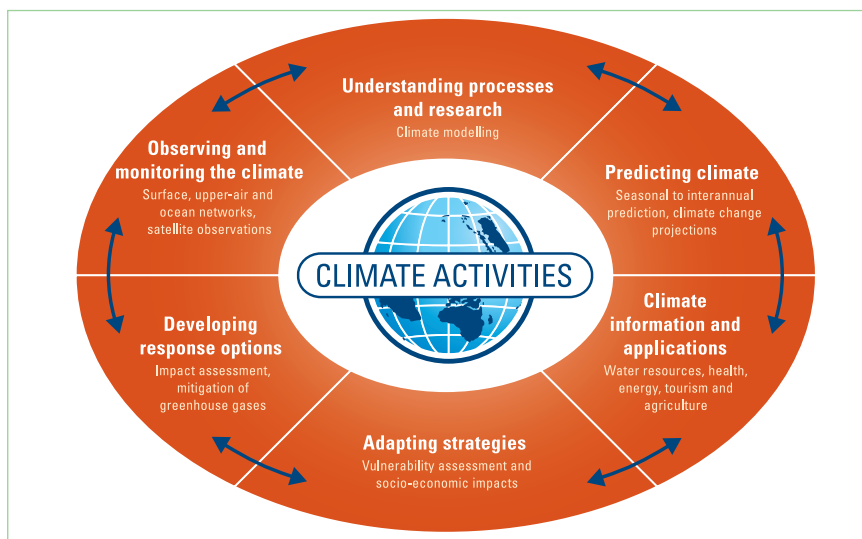 Understanding processes
and research
Climate modelling
Predicting climate
Seasonal to interannual
prediction, climate change
projections
Climate
information and
applications
Water resources, health,
energy, tourism and
agriculture
Adapting strategies
Vulnerability assessment and
socio-economic impacts
Developing
response options
Impact assessment,
mitigation of
greenhouse gases
Observing and
monitoring the climate
Surface, upper-air and
ocean networks,
satellite observations
CLIMATE ACTIVITIES